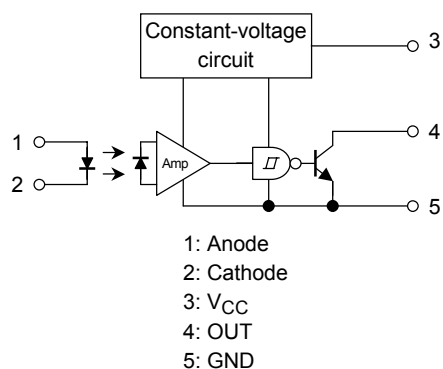 Constant-voltage
circuit
3
1
4
Amp
2
5
1: Anode
2: Cathode
3: VCC
4: OUT
5: GND